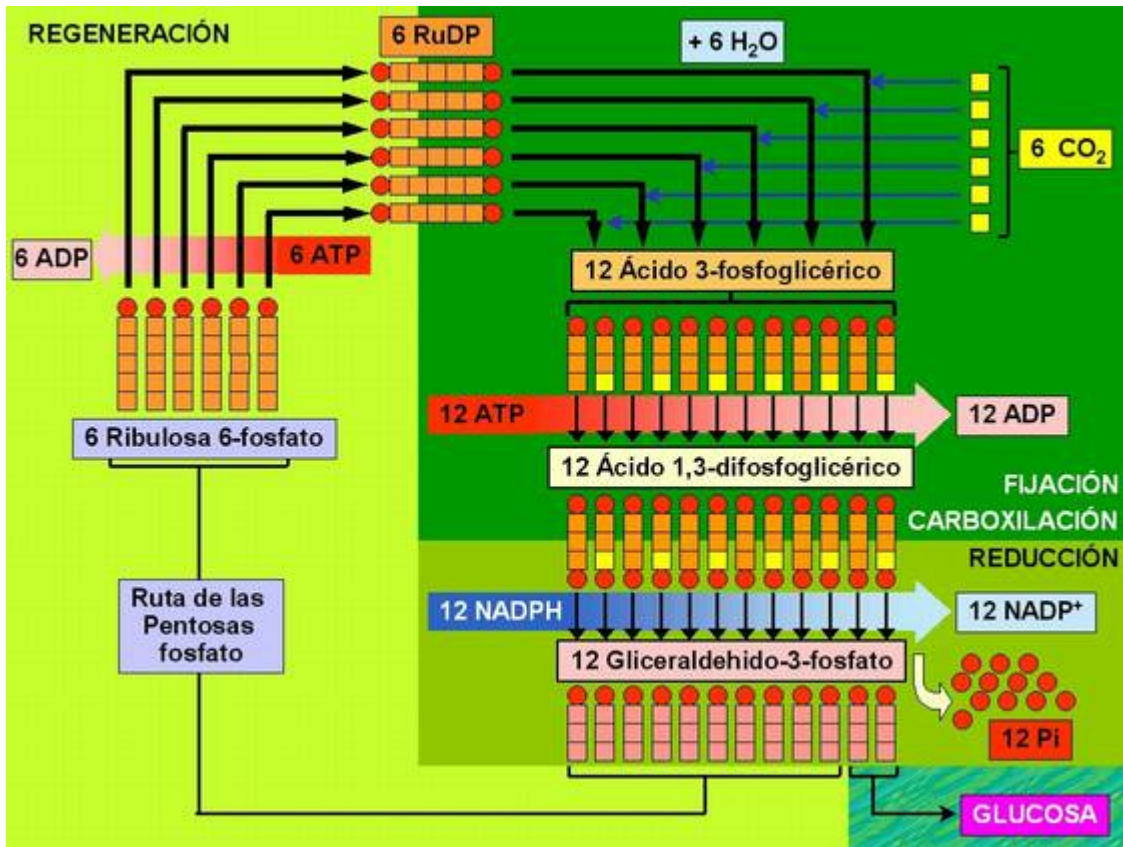 REGENERACIÓN
6 RuDP
+ 6 H₂O
6 CO₂
6 ADP
6 ATP
12 Ácido 3-fosfoglicérico
6 Ribulosa 6-fosfato
12 ATP
12 ADP
12 Ácido 1,3-difosfoglicérico
FIJACIÓN
CARBOXILACIÓN
REDUCCIÓN
Ruta de las
Pentosas
fosfato
12 NADPH
12 NADP⁺
12 Gliceraldehido-3-fosfato
12 Pi
GLUCOSA